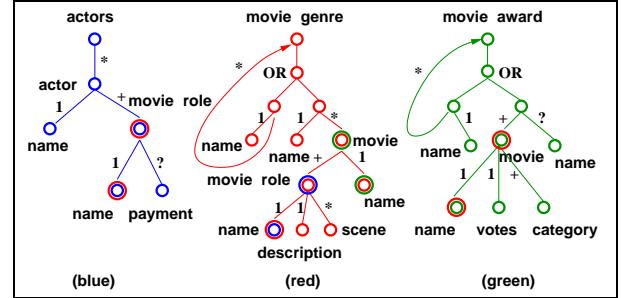 actors
movie genre
movie award
*
*
*
OR
OR
actor
1
+
movie role
1
1
*
1
+
?
name
name
name
movie
name
movie
name
1
?
movie role
+
1
1
1
+
name
payment
name
1
1
*
name
name
votes
category
scene
description
(blue)
(red)
(green)